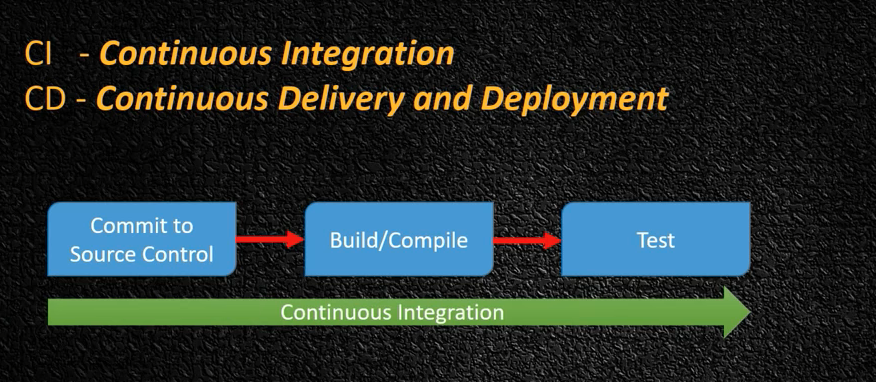 CI - Continuous Integration
CD - Continuous Delivery and Deployment
Commit to
Source Control
Build/Compile
Test
Continuous Integration